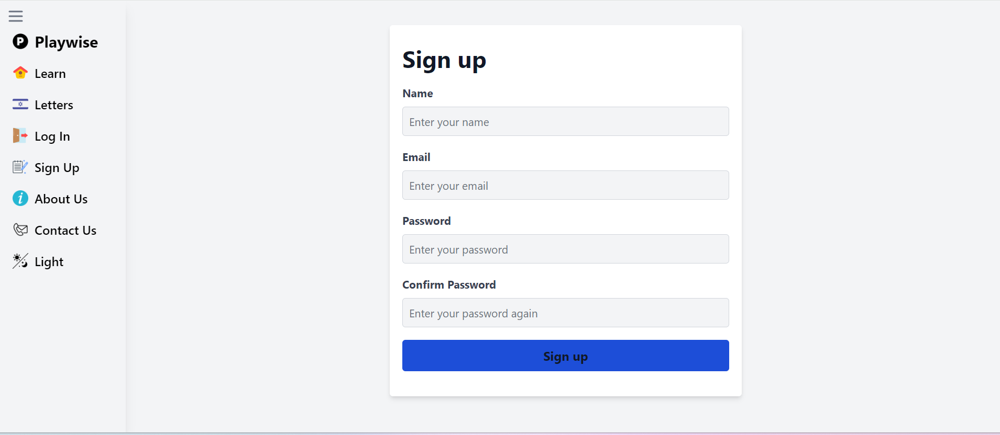 Playwise
Learn
Letters
Log In
Sign Up
About Us
Contact Us
Light
Sign up
Name
Enter your name
Email
Enter your email
Password
Enter your password
Confirm Password
Enter your password again
Sign up